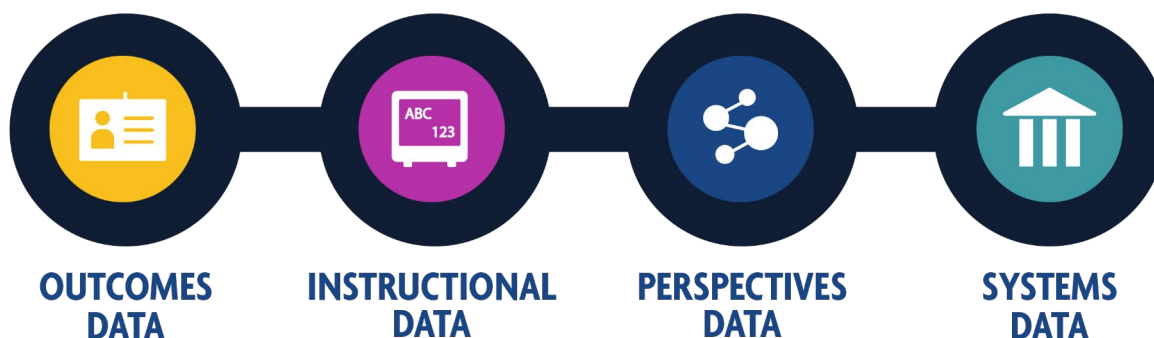 ABC
123
OUTCOMES
DATA
INSTRUCTIONAL
DATA
PERSPECTIVES
DATA
SYSTEMS
DATA